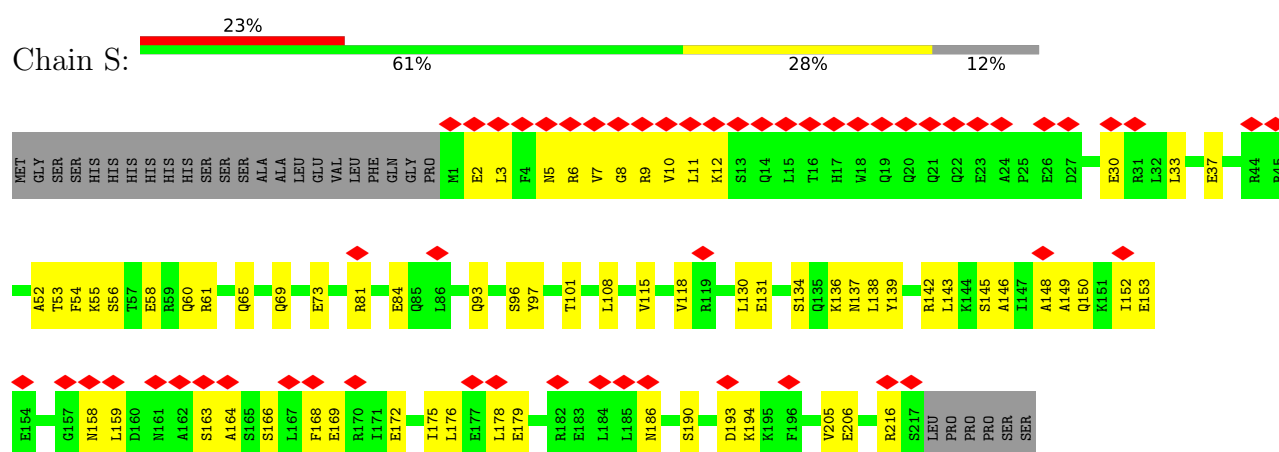 23%
Chain S:
61% 28% 12%
MET GLY SER SER HIS HIS HIS HIS HIS HIS SER SER SER ALA ALA LEU GLU VAL LEU PHE GLN GLY PRO M1 E2 L3 F4 N5 R6 V7 G8 R9 V10 L11 K12 S13 Q14 L15 T16 H17 W18 Q19 Q20 Q21 Q22 E23 A24 P25 E26 D27 E30 R31 L32 L33 E37 R44
A52 T53 F54 K55 S56 T57 E58 R59 Q60 R61 Q65 Q69 E73 R81 E84 Q85 L86 Q93 S96 Y97 T101 L108 V115 V118 R119 L130 E131 S134 Q135 K136 N137 L138 Y139 R142 L143 K144 S145 A146 I147 A148 A149 Q150 K151 I152 E153
E154 G157 N158 L159 D160 N161 A162 S163 A164 S165 S166 L167 F168 E169 R170 I171 E172 I175 L176 E177 L178 E179 R182 E183 L184 L185 N186 S190 D193 K194 K195 F196 V205 E206 R216 S217 LEU PRO PRO PRO SER SER